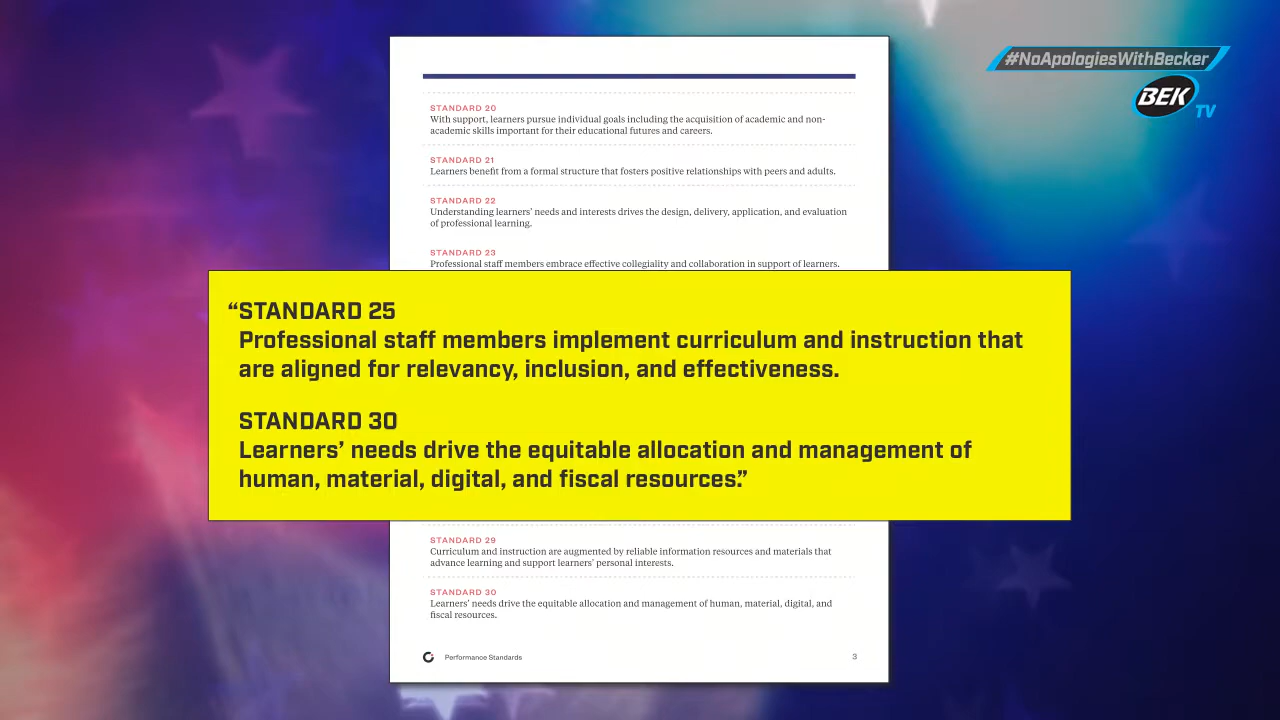 #NoApologiesWithBecker
BEK
TV
STANDARD 20
With support, learners pursue individual goals including the acquisition of academic and non-
academic skills important for their educational futures and careers.
STANDARD 21
Learners benefit from a formal structure that fosters positive relationships with peers and adults.
STANDARD 22
Understanding learners' needs and interests drives the design, delivery, application, and evaluation
of professional learning.
STANDARD 23
Professional staff members embrace effective collegiality and collaboration in support of learners.
“STANDARD 25
Professional staff members implement curriculum and instruction that
are aligned for relevancy, inclusion, and effectiveness.
STANDARD 30
Learners’ needs drive the equitable allocation and management of
human, material, digital, and fiscal resources.”
STANDARD 29
Curriculum and instruction are augmented by reliable information resources and materials that
advance learning and support learners’ personal interests.
STANDARD 30
Learners’ needs drive the equitable allocation and management of human, material, digital, and
fiscal resources.
Performance Standards
3